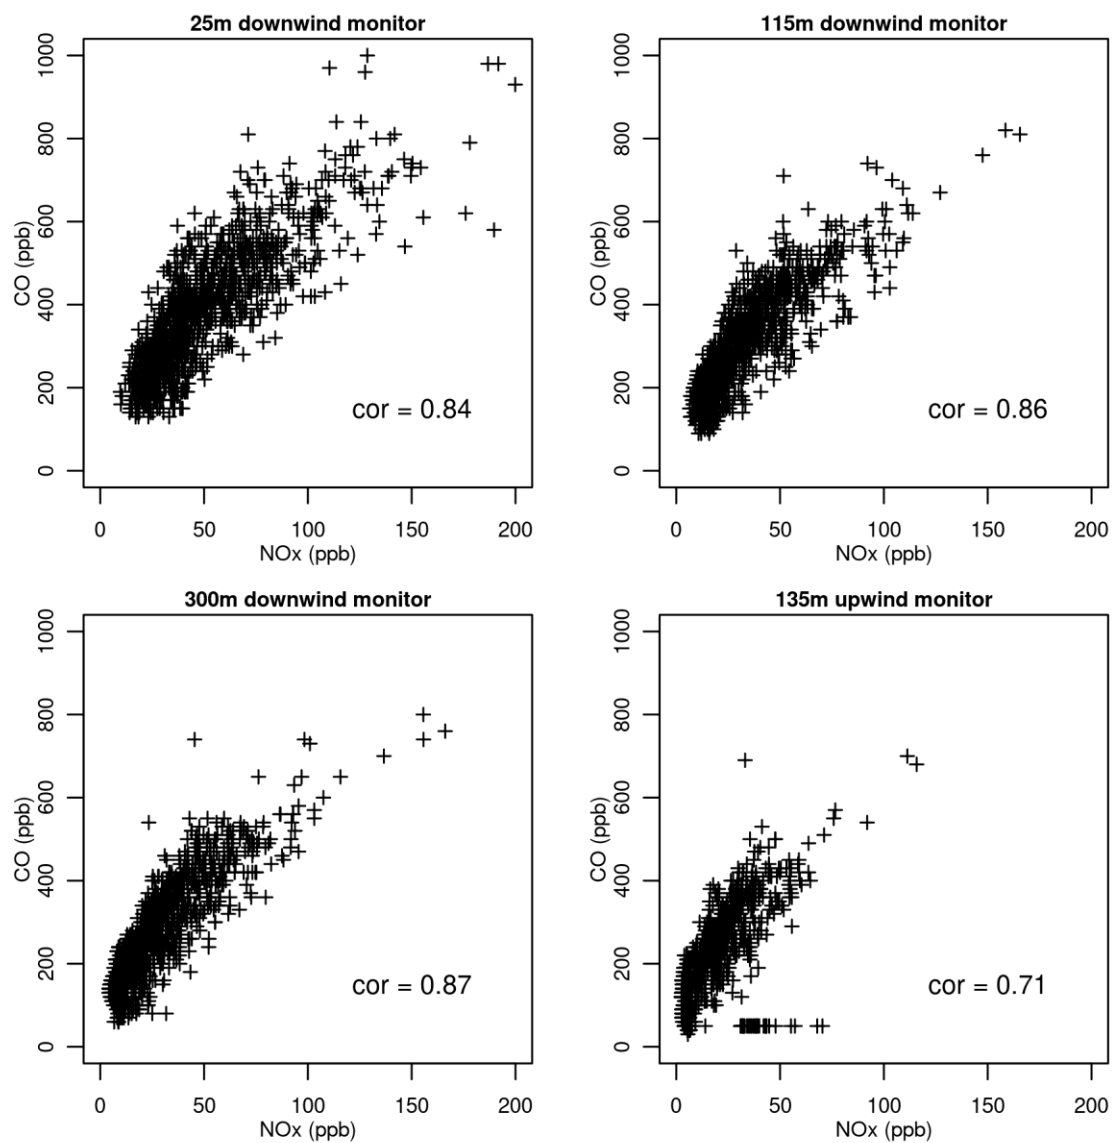 25m downwind monitor
CO (ppb)
0 200 400 600 800 1000
cor = 0.84
0 50 100 150 200
NOx (ppb)
115m downwind monitor
CO (ppb)
0 200 400 600 800 1000
cor = 0.86
0 50 100 150 200
NOx (ppb)
300m downwind monitor
CO (ppb)
0 200 400 600 800 1000
cor = 0.87
0 50 100 150 200
NOx (ppb)
135m upwind monitor
CO (ppb)
0 200 400 600 800 1000
cor = 0.71
0 50 100 150 200
NOx (ppb)